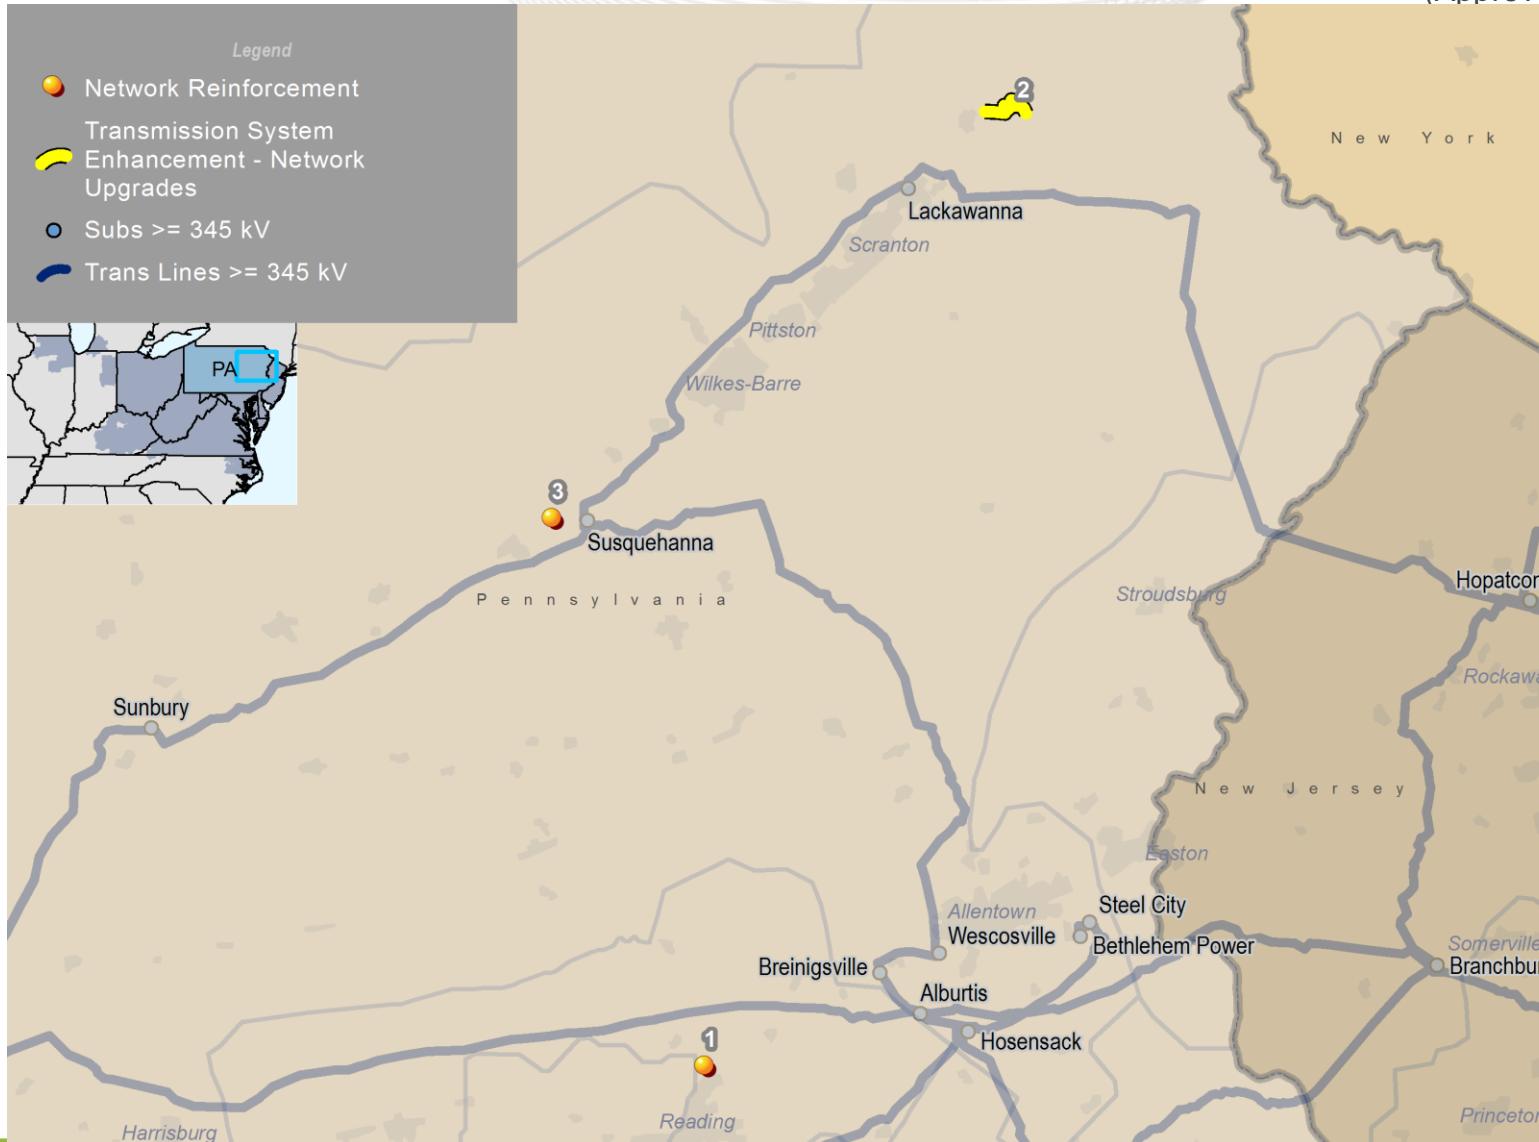 Legend
Network Reinforcement
Transmission System
Enhancement - Network
Upgrades
Subs >= 345 kV
Trans Lines >= 345 kV
PA
2
New York
Lackawanna
Scranton
Pittston
Wilkes-Barre
3
Susquehanna
Pennsylvania
Stroudsburg
Hopatcon
Rockawa
Sunbury
New Jersey
Easton
Allentown
Steel City
Wescosville
Bethlehem Power
Somerville
Breinigsville
Branchbu
Alburtis
1
Hosensack
Reading
Harrisburg
Princeton